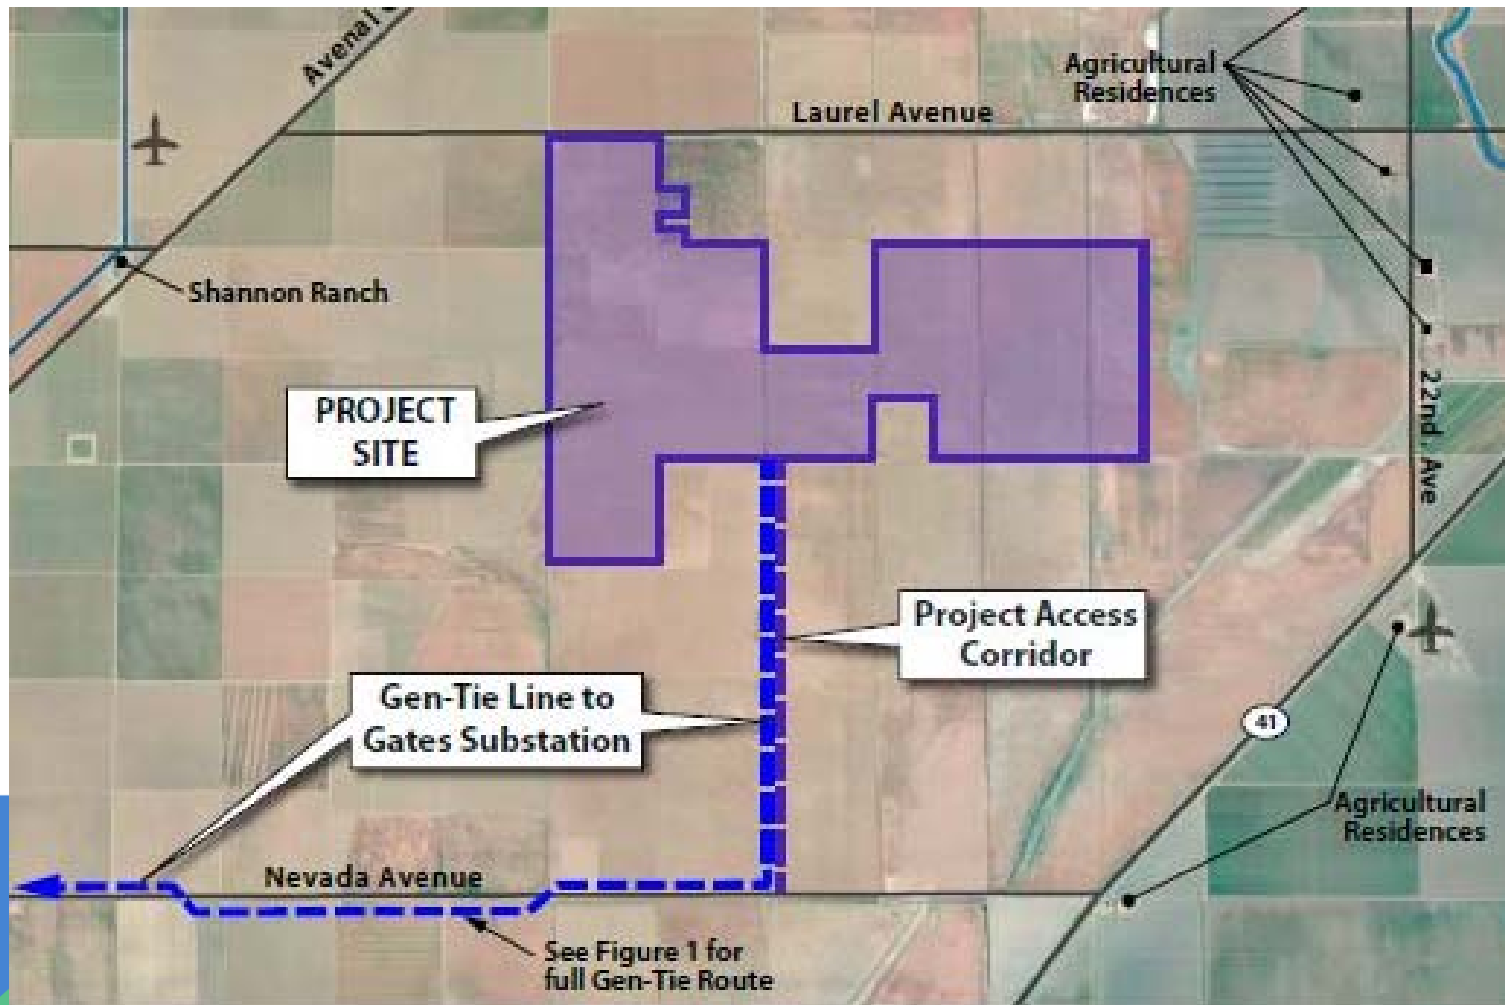 Avenal
Agricultural
Residences
Laurel Avenue
Shannon Ranch
PROJECT
SITE
22nd. Ave
Project Access
Corridor
Gen-Tie Line to
Gates Substation
41
Agricultural
Residences
Nevada Avenue
See Figure 1 for
full Gen-Tie Route